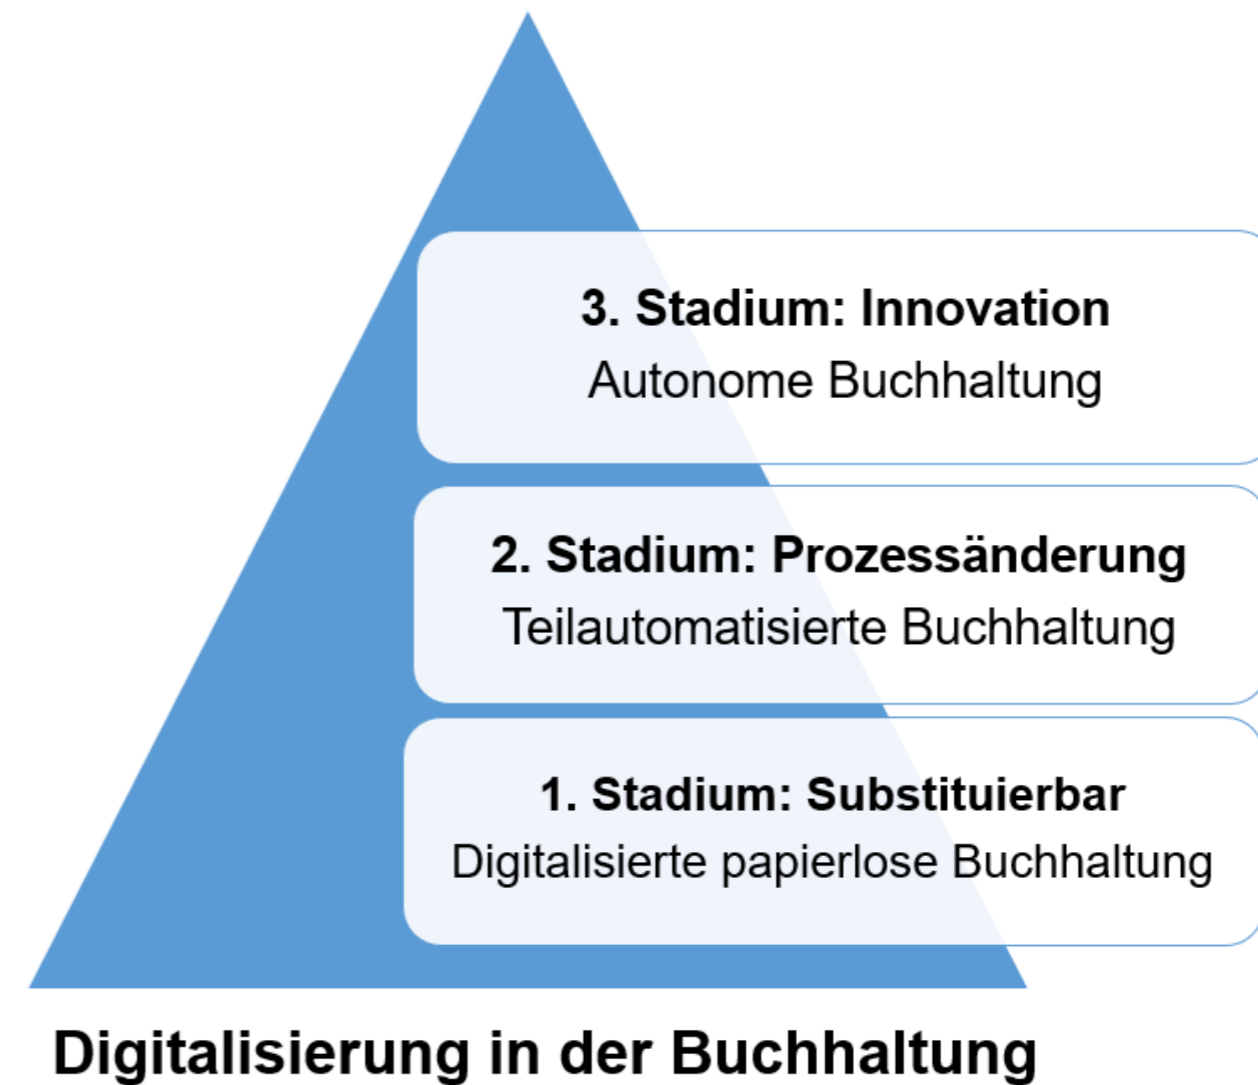 3. Stadium: Innovation
Autonome Buchhaltung
2. Stadium: Prozessänderung
Teilautomatisierte Buchhaltung
1. Stadium: Substituierbar
Digitalisierte papierlose Buchhaltung
Digitalisierung in der Buchhaltung